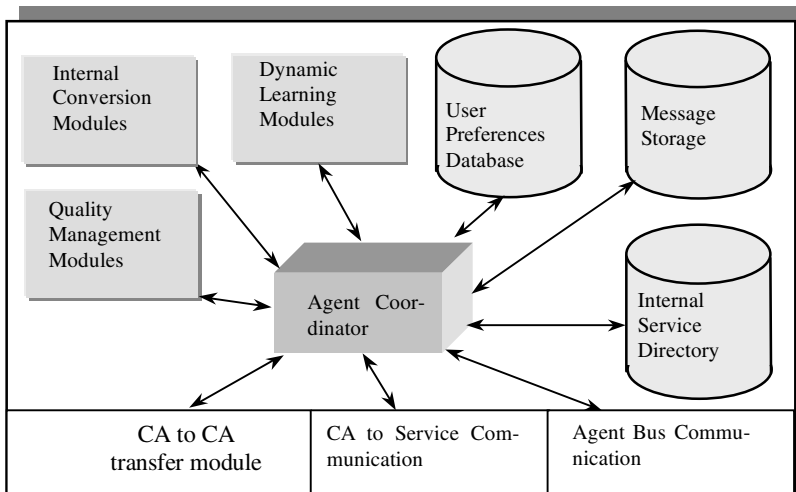 Internal
Conversion
Modules
Dynamic
Learning
Modules
User
Preferences
Database
Message
Storage
Quality
Management
Modules
Agent Coor-
dinator
Internal
Service
Directory
CA to CA
transfer module
CA to Service Com-
munication
Agent Bus Commu-
nication